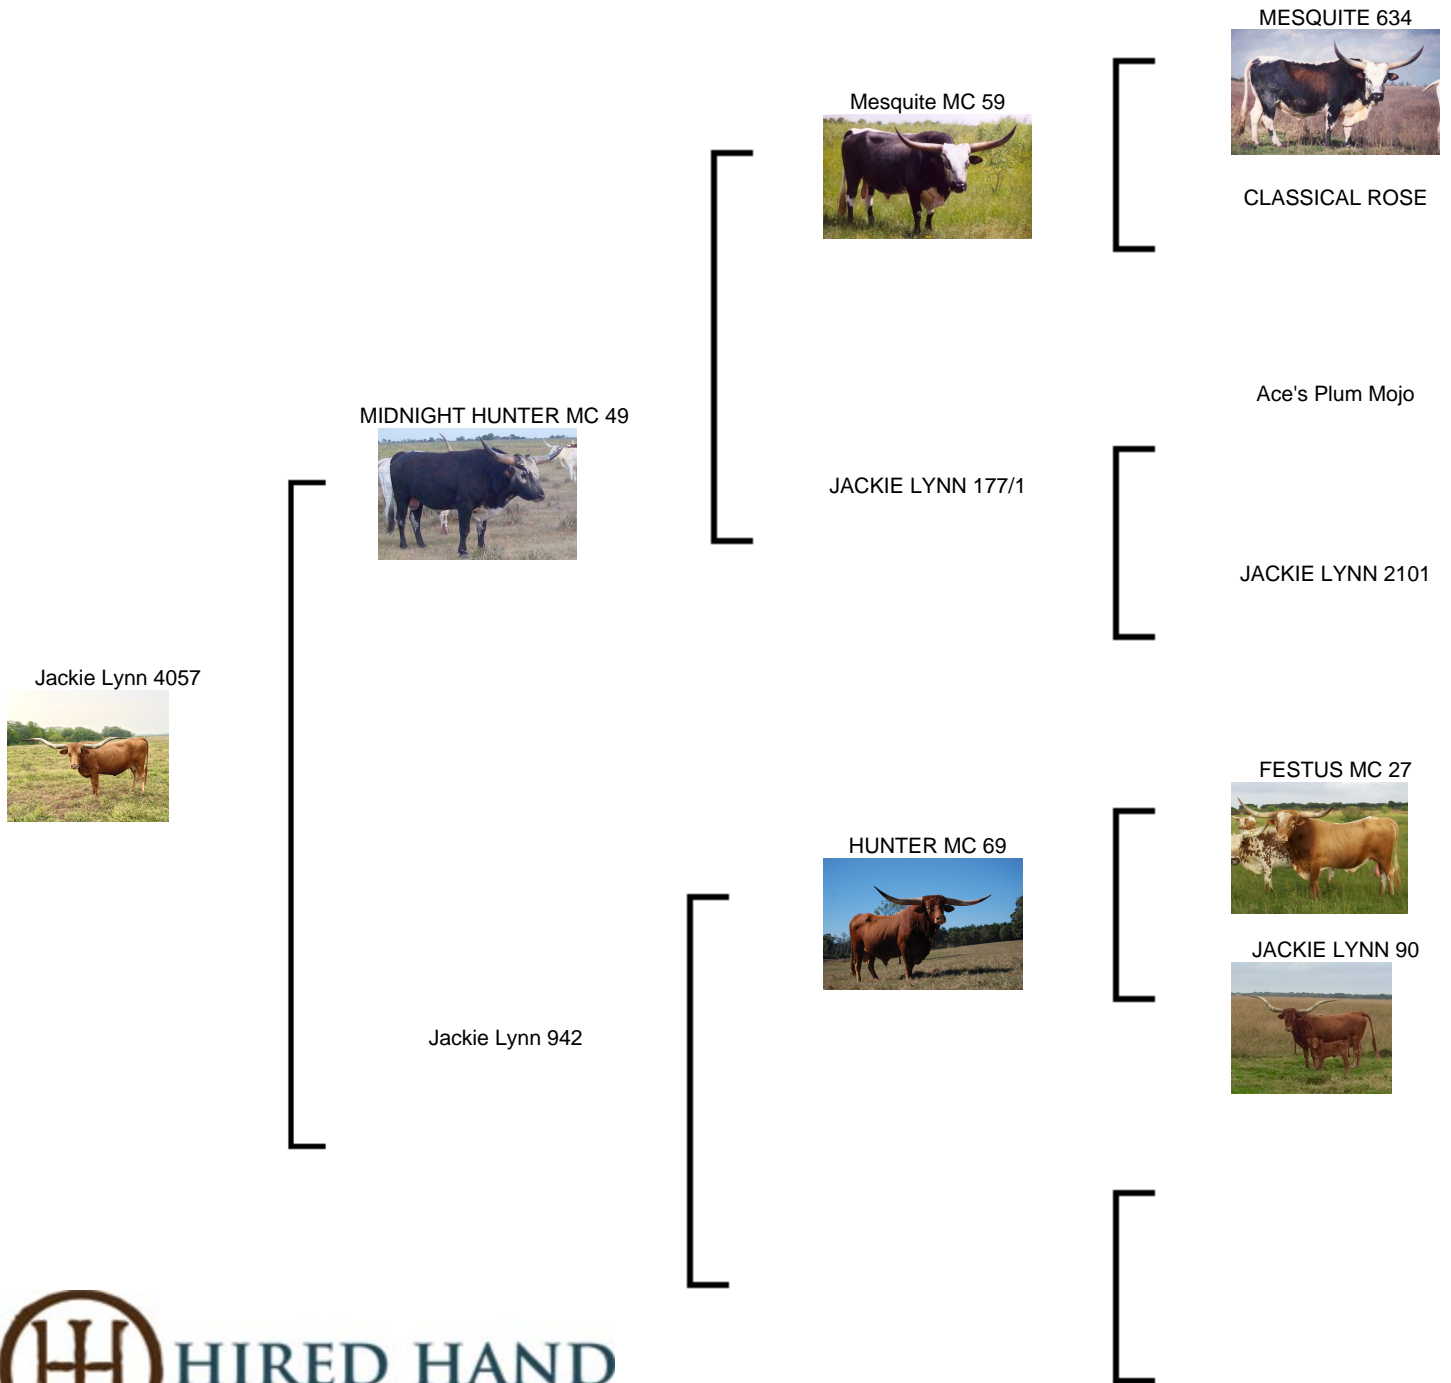 MESQUITE 634
Mesquite MC 59
CLASSICAL ROSE
Ace's Plum Mojo
MIDNIGHT HUNTER MC 49
JACKIE LYNN 177/1
JACKIE LYNN 2101
Jackie Lynn 4057
FESTUS MC 27
HUNTER MC 69
JACKIE LYNN 90
Jackie Lynn 942
HIRED HAND